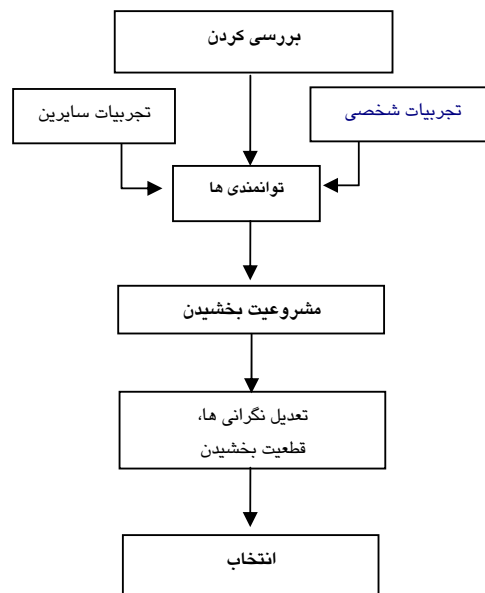 بررسی کردن
تجربیات شخصی
تجربیات سایرین
توانمندی ها
مشروعیت بخشیدن
تعدیل نگرانی ها،
قطعیت بخشیدن
انتخاب